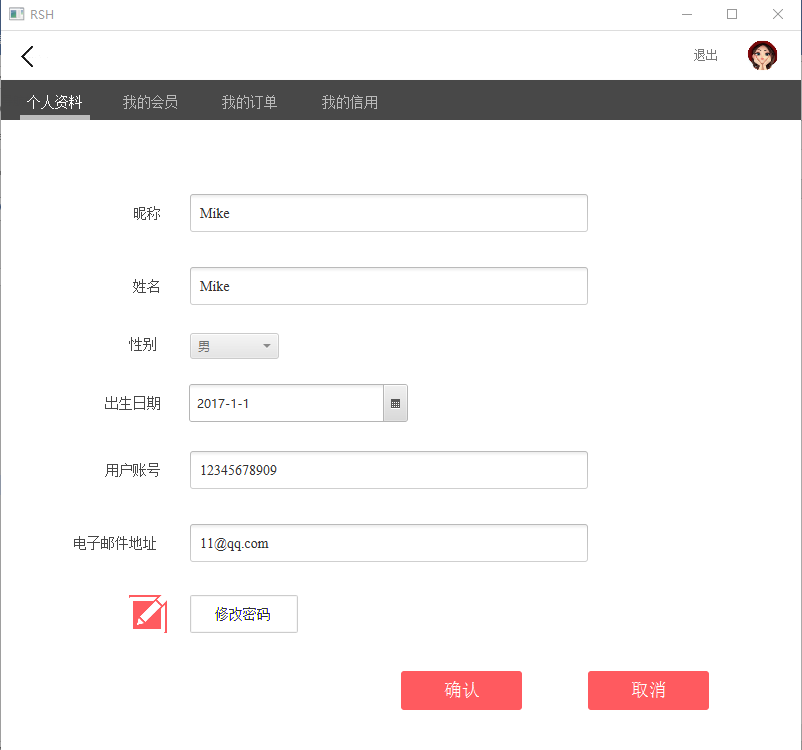 RSH
退出
个人资料 我的会员 我的订单 我的信用
昵称 Mike
姓名 Mike
性别 男
出生日期 2017-1-1
用户账号 12345678909
电子邮件地址 11@qq.com
修改密码
确认 取消